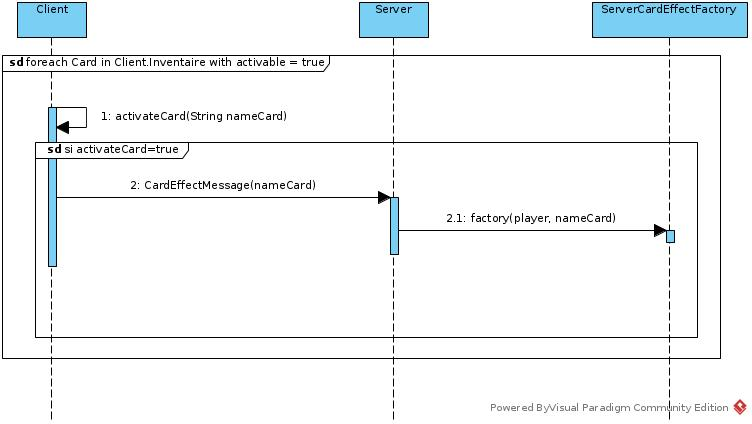 Client
Server
ServerCardEffectFactory
sd foreach Card in Client.Inventaire with activable = true
1: activateCard(String nameCard)
sd si activateCard=true
2: CardEffectMessage(nameCard)
2.1: factory(player, nameCard)
Powered ByVisual Paradigm Community Edition